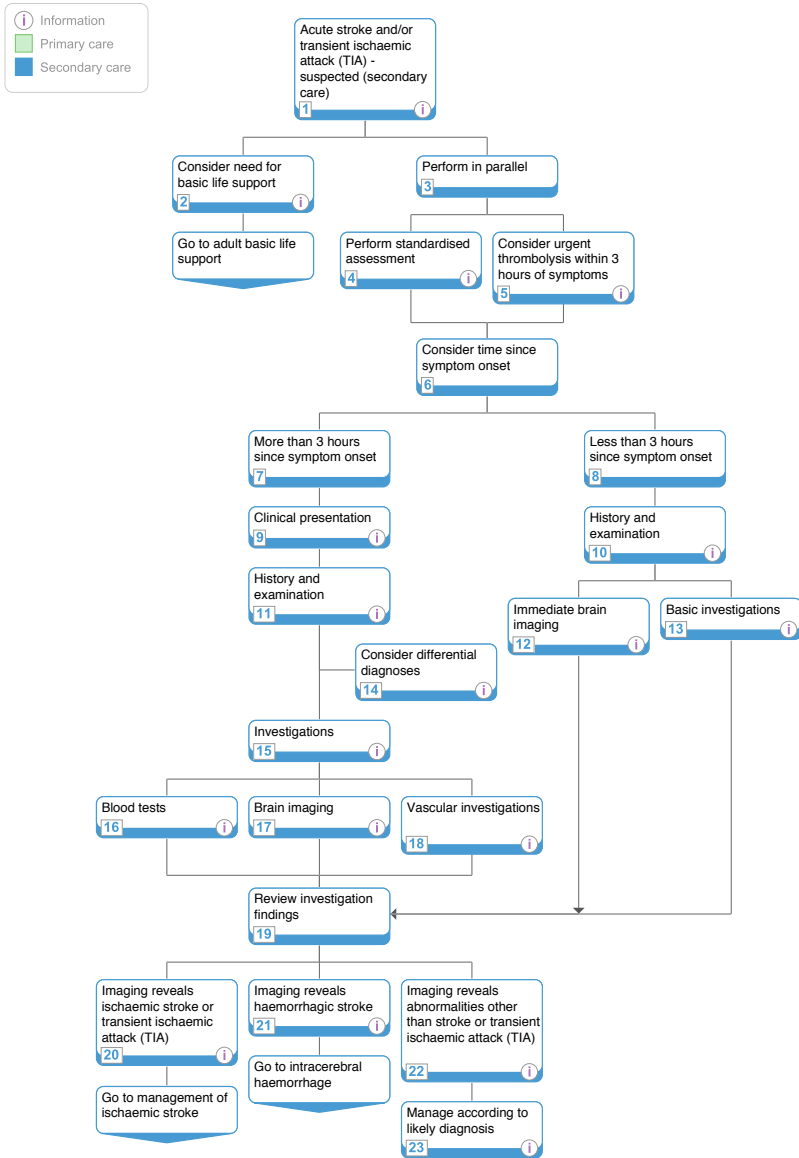 i Information
Primary care
Secondary care
Acute stroke and/or
transient ischaemic
attack (TIA) -
suspected (secondary
care)
1 i
Consider need for
basic life support
2 i
Perform in parallel
3
Go to adult basic life
support
Perform standardised
assessment
4 i
Consider urgent
thrombolysis within 3
hours of symptoms
5 i
Consider time since
symptom onset
6
More than 3 hours
since symptom onset
7
Less than 3 hours
since symptom onset
8
Clinical presentation
9 i
History and
examination
10 i
History and
examination
11 i
Immediate brain
imaging
12 i
Basic investigations
13 i
Consider differential
diagnoses
14 i
Investigations
15 i
Blood tests
16 i
Brain imaging
17 i
Vascular investigations
18 i
Review investigation
findings
19
Imaging reveals
ischaemic stroke or
transient ischaemic
attack (TIA)
20 i
Imaging reveals
haemorrhagic stroke
21 i
Imaging reveals
abnormalities other
than stroke or transient
ischaemic attack (TIA)
22 i
Go to management of
ischaemic stroke
Go to intracerebral
haemorrhage
Manage according to
likely diagnosis
23 i